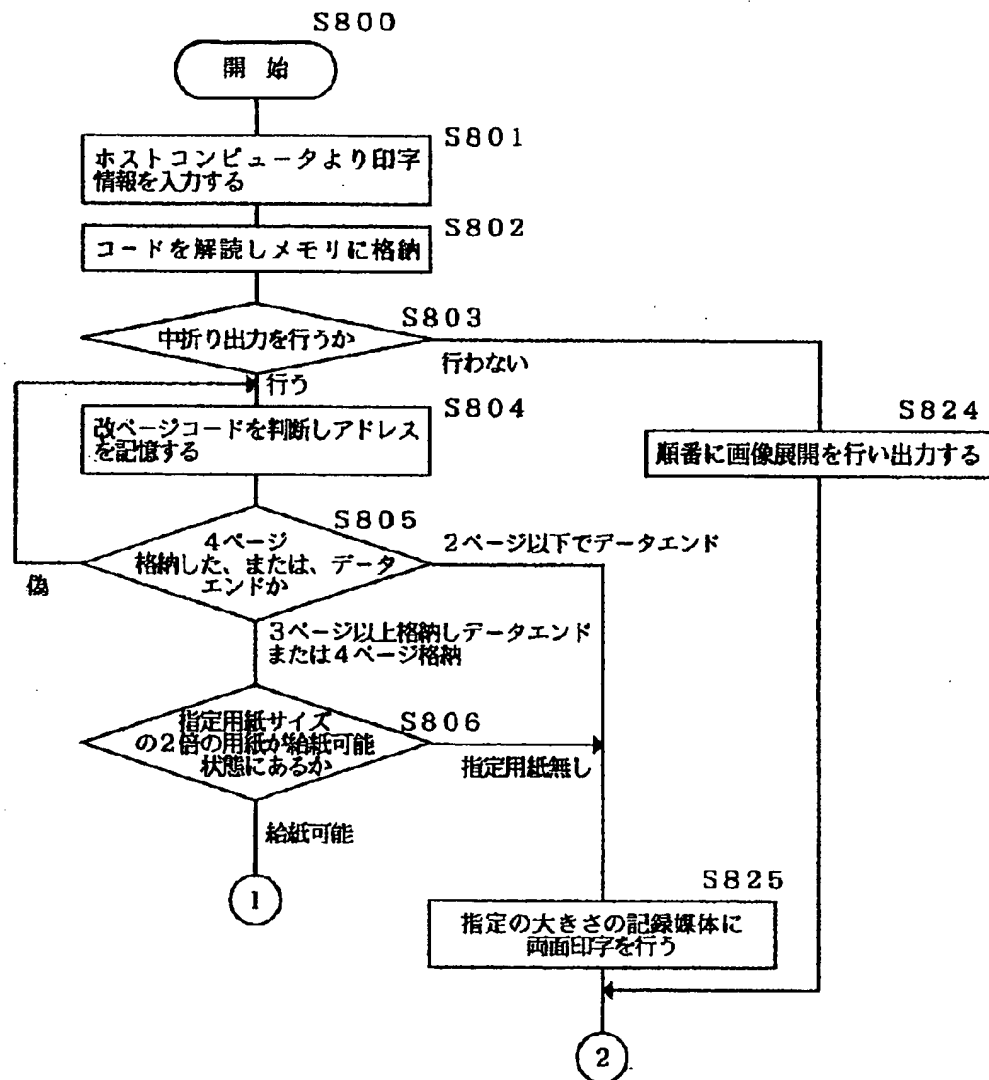 S800
開 始
S801
ホストコンピュータより印字
情報を入力する
S802
コードを解読しメモリに格納
S803
中折り出力を行うか
行わない
行う
S804
改ページコードを判断しアドレス
を記憶する
S824
順番に画像展開を行い出力する
S805
4ページ
格納した、または、データ
エンドか
2ページ以下でデータエンド
偽
3ページ以上格納しデータエンド
または4ページ格納
S806
指定用紙サイズ
の2倍の用紙が給紙可能
状態にあるか
指定用紙無し
給紙可能
1
S825
指定の大きさの記録媒体に
両面印字を行う
2